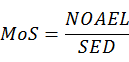 MoS = NOAEL
SED